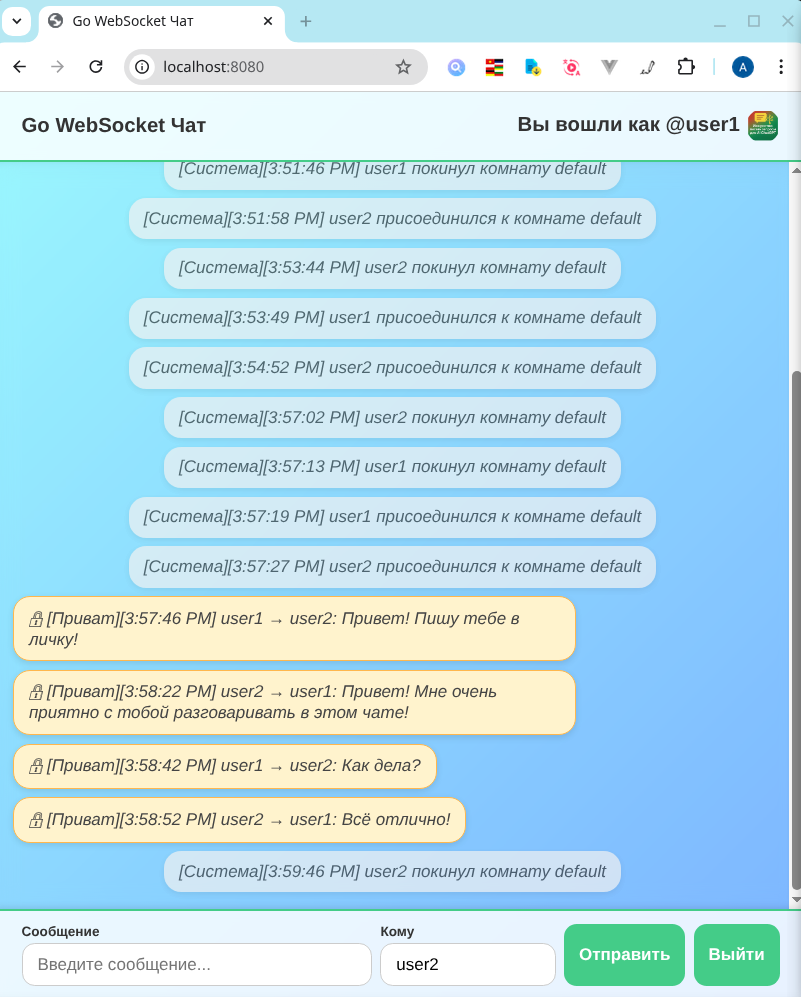 Go WebSocket Чат
localhost:8080
A
Go WebSocket Чат
Вы вошли как @user1
[Система][3:51:46 PM] user1 покинул комнату default
[Система][3:51:58 PM] user2 присоединился к комнате default
[Система][3:53:44 PM] user2 покинул комнату default
[Система][3:53:49 PM] user1 присоединился к комнате default
[Система][3:54:52 PM] user2 присоединился к комнате default
[Система][3:57:02 PM] user2 покинул комнату default
[Система][3:57:13 PM] user1 покинул комнату default
[Система][3:57:19 PM] user1 присоединился к комнате default
[Система][3:57:27 PM] user2 присоединился к комнате default
[Приват][3:57:46 PM] user1 → user2: Привет! Пишу тебе в
личку!
[Приват][3:58:22 PM] user2 → user1: Привет! Мне очень
приятно с тобой разговаривать в этом чате!
[Приват][3:58:42 PM] user1 → user2: Как дела?
[Приват][3:58:52 PM] user2 → user1: Всё отлично!
[Система][3:59:46 PM] user2 покинул комнату default
Сообщение
Кому
Введите сообщение...
user2
Отправить
Выйти